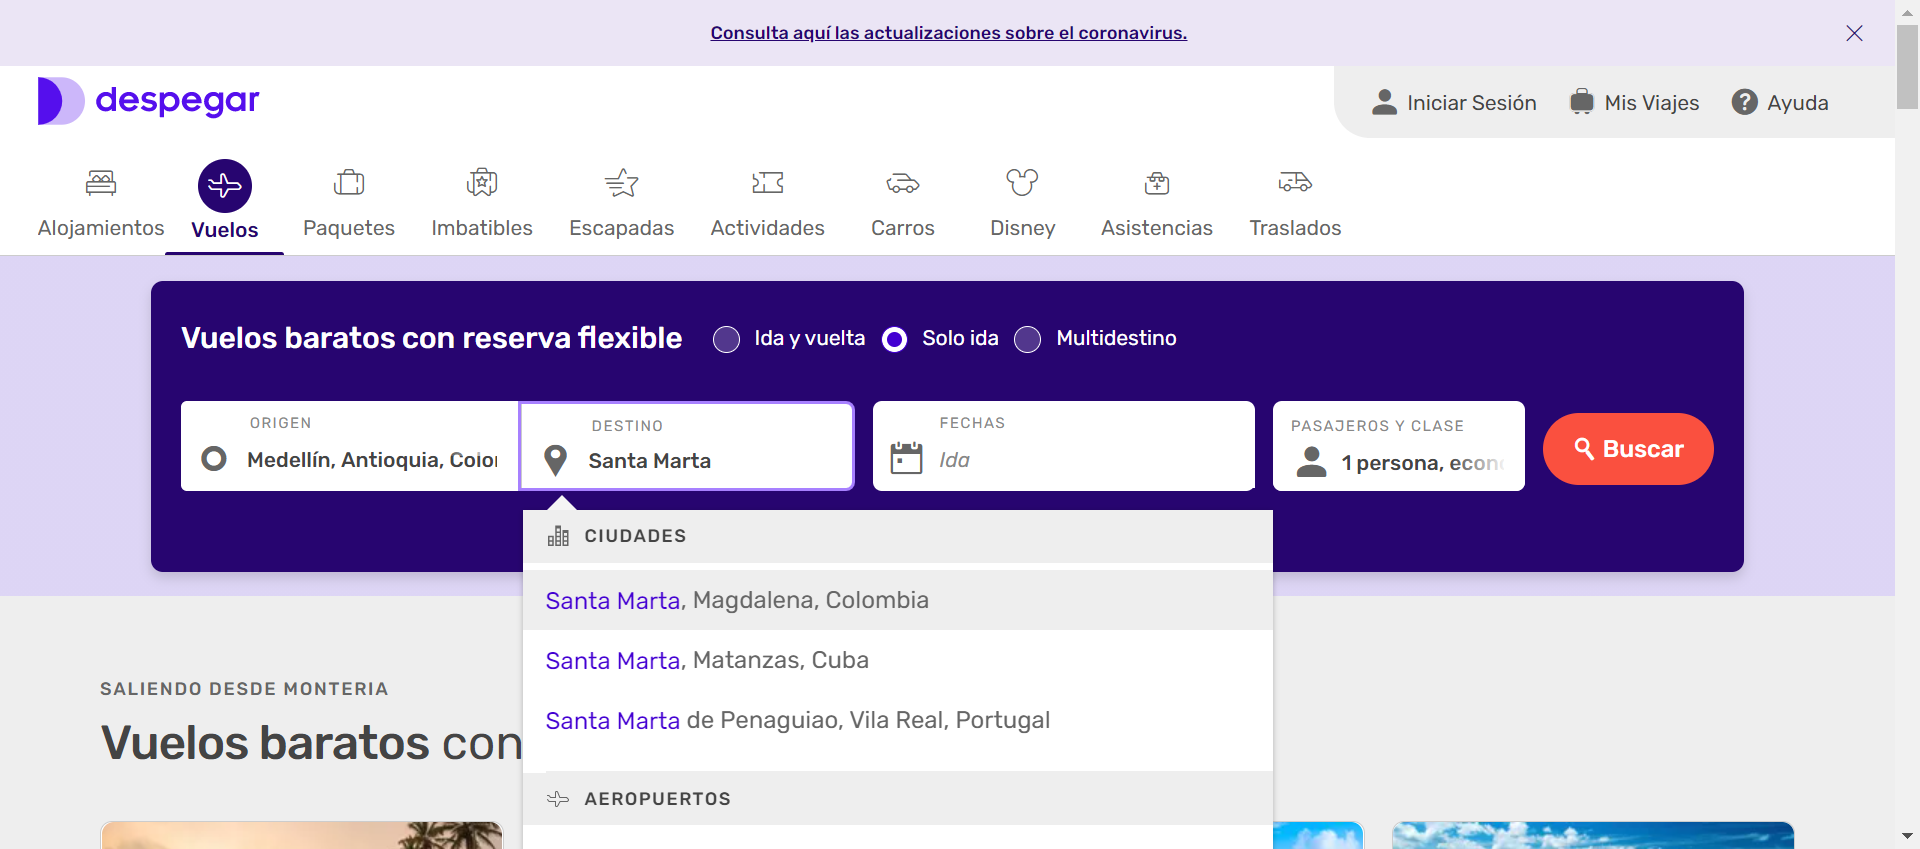 Consulta aquí las actualizaciones sobre el coronavirus.
despegar
Iniciar Sesión
Mis Viajes
Ayuda
Alojamientos
Vuelos
Paquetes
Imbatibles
Escapadas
Actividades
Carros
Disney
Asistencias
Traslados
Vuelos baratos con reserva flexible
Ida y vuelta
Solo ida
Multidestino
ORIGEN
Medellín, Antioquia, Colo
DESTINO
Santa Marta
FECHAS
Ida
PASAJEROS Y CLASE
1 persona, econ
Buscar
CIUDADES
Santa Marta, Magdalena, Colombia
Santa Marta, Matanzas, Cuba
Santa Marta de Penaguiao, Vila Real, Portugal
AEROPUERTOS
SALIENDO DESDE MONTERIA
Vuelos baratos con